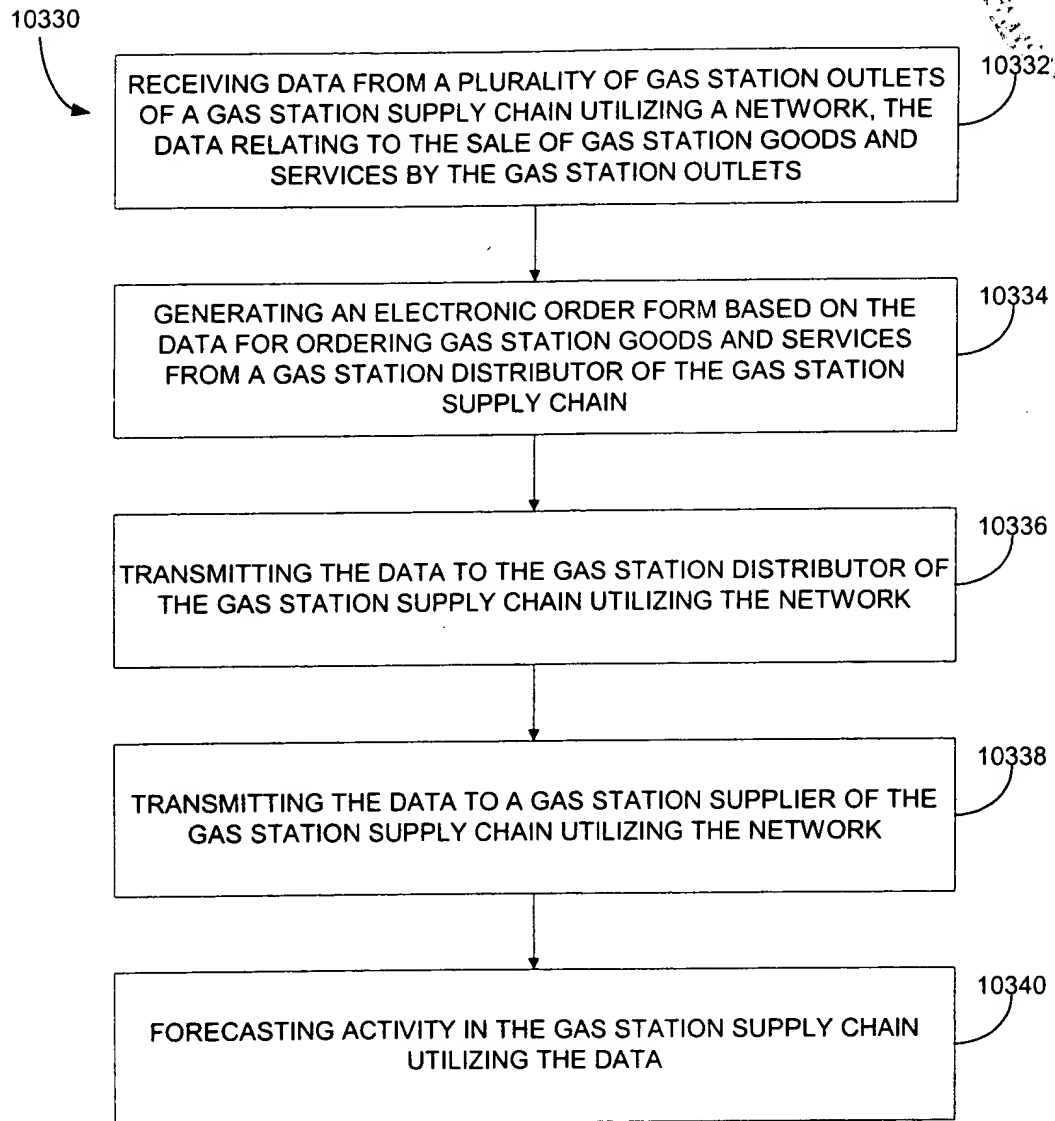 10330
RECEIVING DATA FROM A PLURALITY OF GAS STATION OUTLETS
OF A GAS STATION SUPPLY CHAIN UTILIZING A NETWORK, THE
DATA RELATING TO THE SALE OF GAS STATION GOODS AND
SERVICES BY THE GAS STATION OUTLETS
10332
GENERATING AN ELECTRONIC ORDER FORM BASED ON THE
DATA FOR ORDERING GAS STATION GOODS AND SERVICES
FROM A GAS STATION DISTRIBUTOR OF THE GAS STATION
SUPPLY CHAIN
10334
TRANSMITTING THE DATA TO THE GAS STATION DISTRIBUTOR OF
THE GAS STATION SUPPLY CHAIN UTILIZING THE NETWORK
10336
TRANSMITTING THE DATA TO A GAS STATION SUPPLIER OF THE
GAS STATION SUPPLY CHAIN UTILIZING THE NETWORK
10338
FORECASTING ACTIVITY IN THE GAS STATION SUPPLY CHAIN
UTILIZING THE DATA
10340